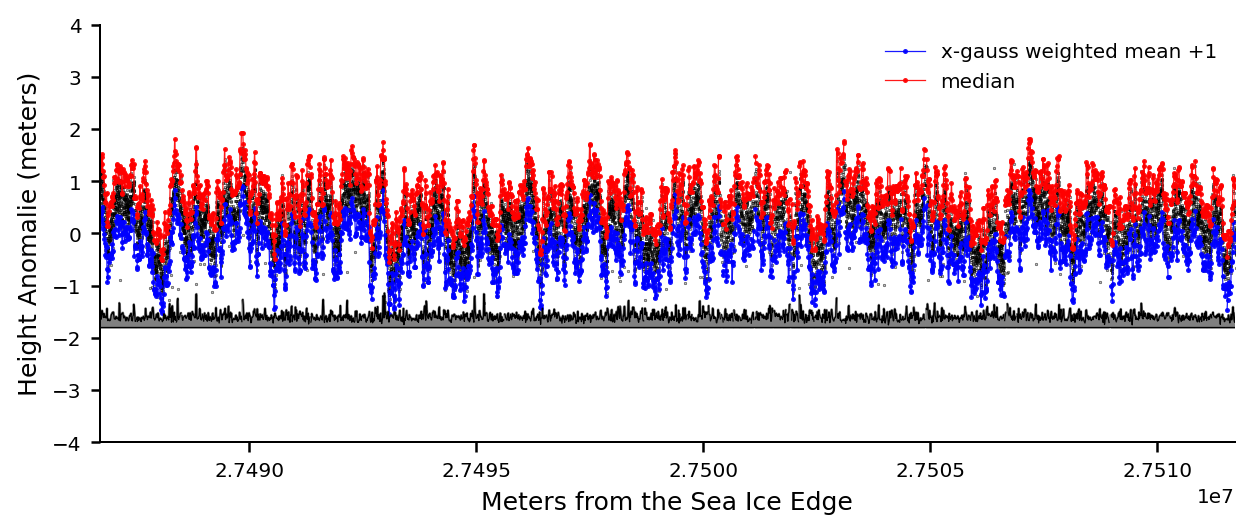 4
3
2
1
0
−1
−2
−3
−4
Height Anomalie (meters)
x-gauss weighted mean +1
median
2.7490
2.7495
2.7500
2.7505
2.7510
1e7
Meters from the Sea Ice Edge